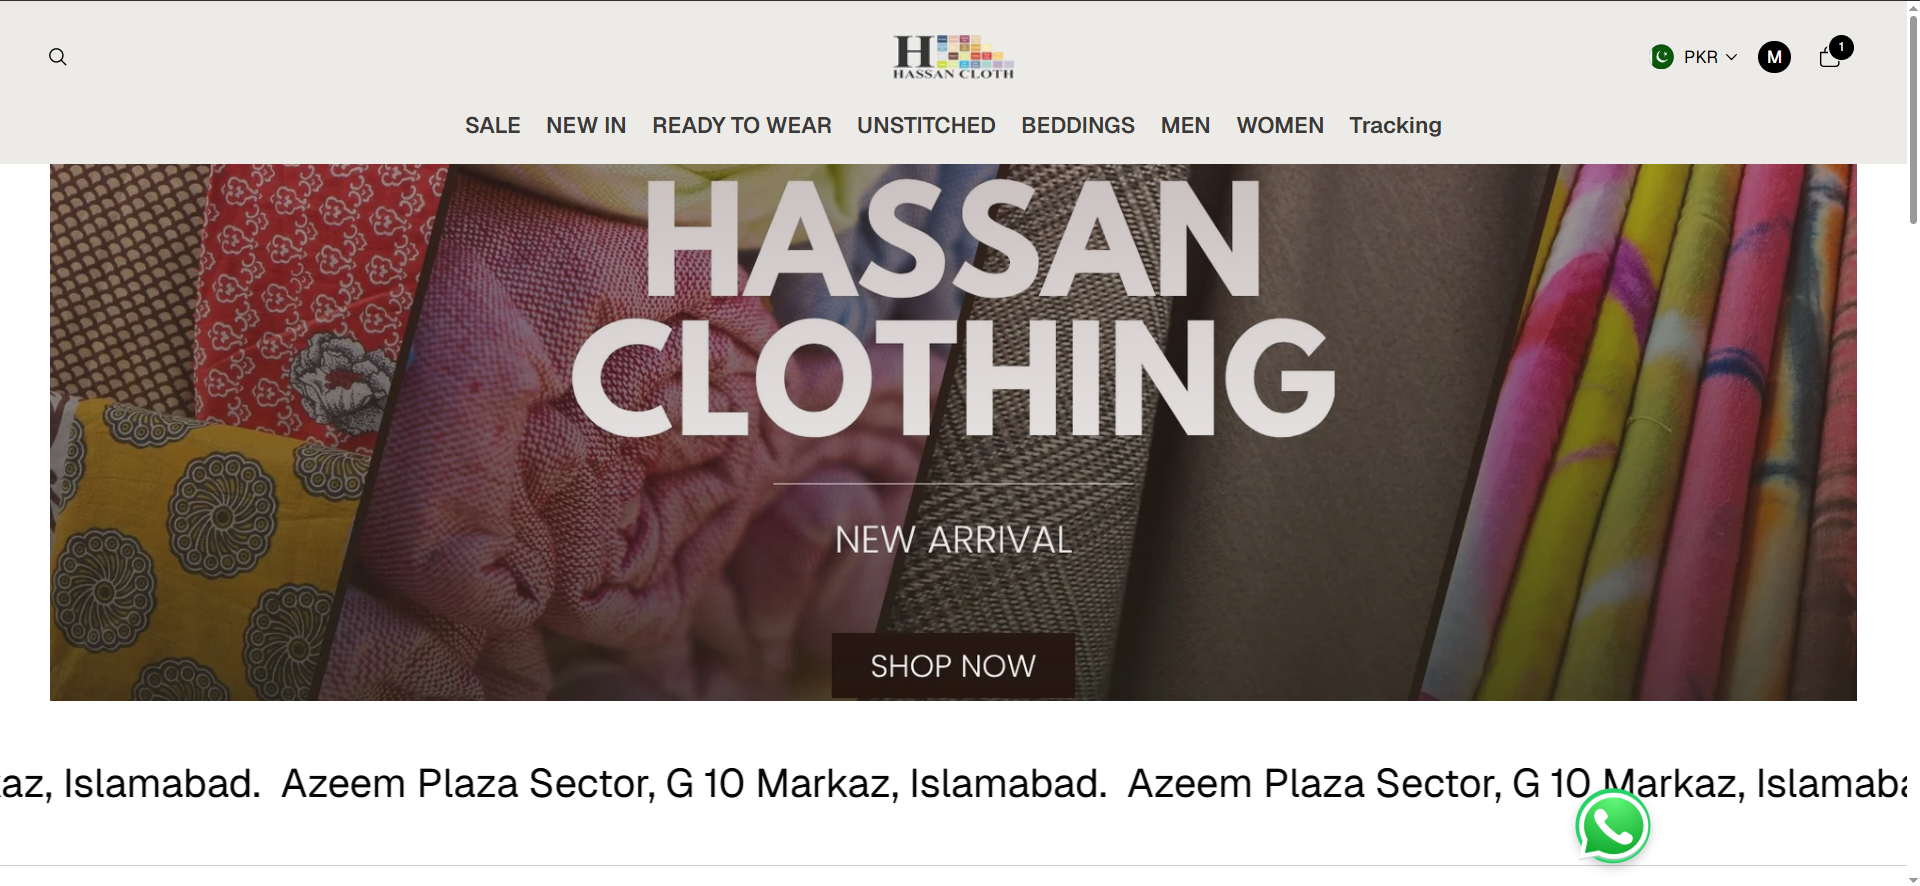 H
HASSAN CLOTH
PKR
M
1
SALE NEW IN READY TO WEAR UNSTITCHED BEDDINGS MEN WOMEN Tracking
HASSAN
CLOTHING
NEW ARRIVAL
SHOP NOW
az, Islamabad. Azeem Plaza Sector, G 10 Markaz, Islamabad. Azeem Plaza Sector, G 10 Markaz, Islamaba